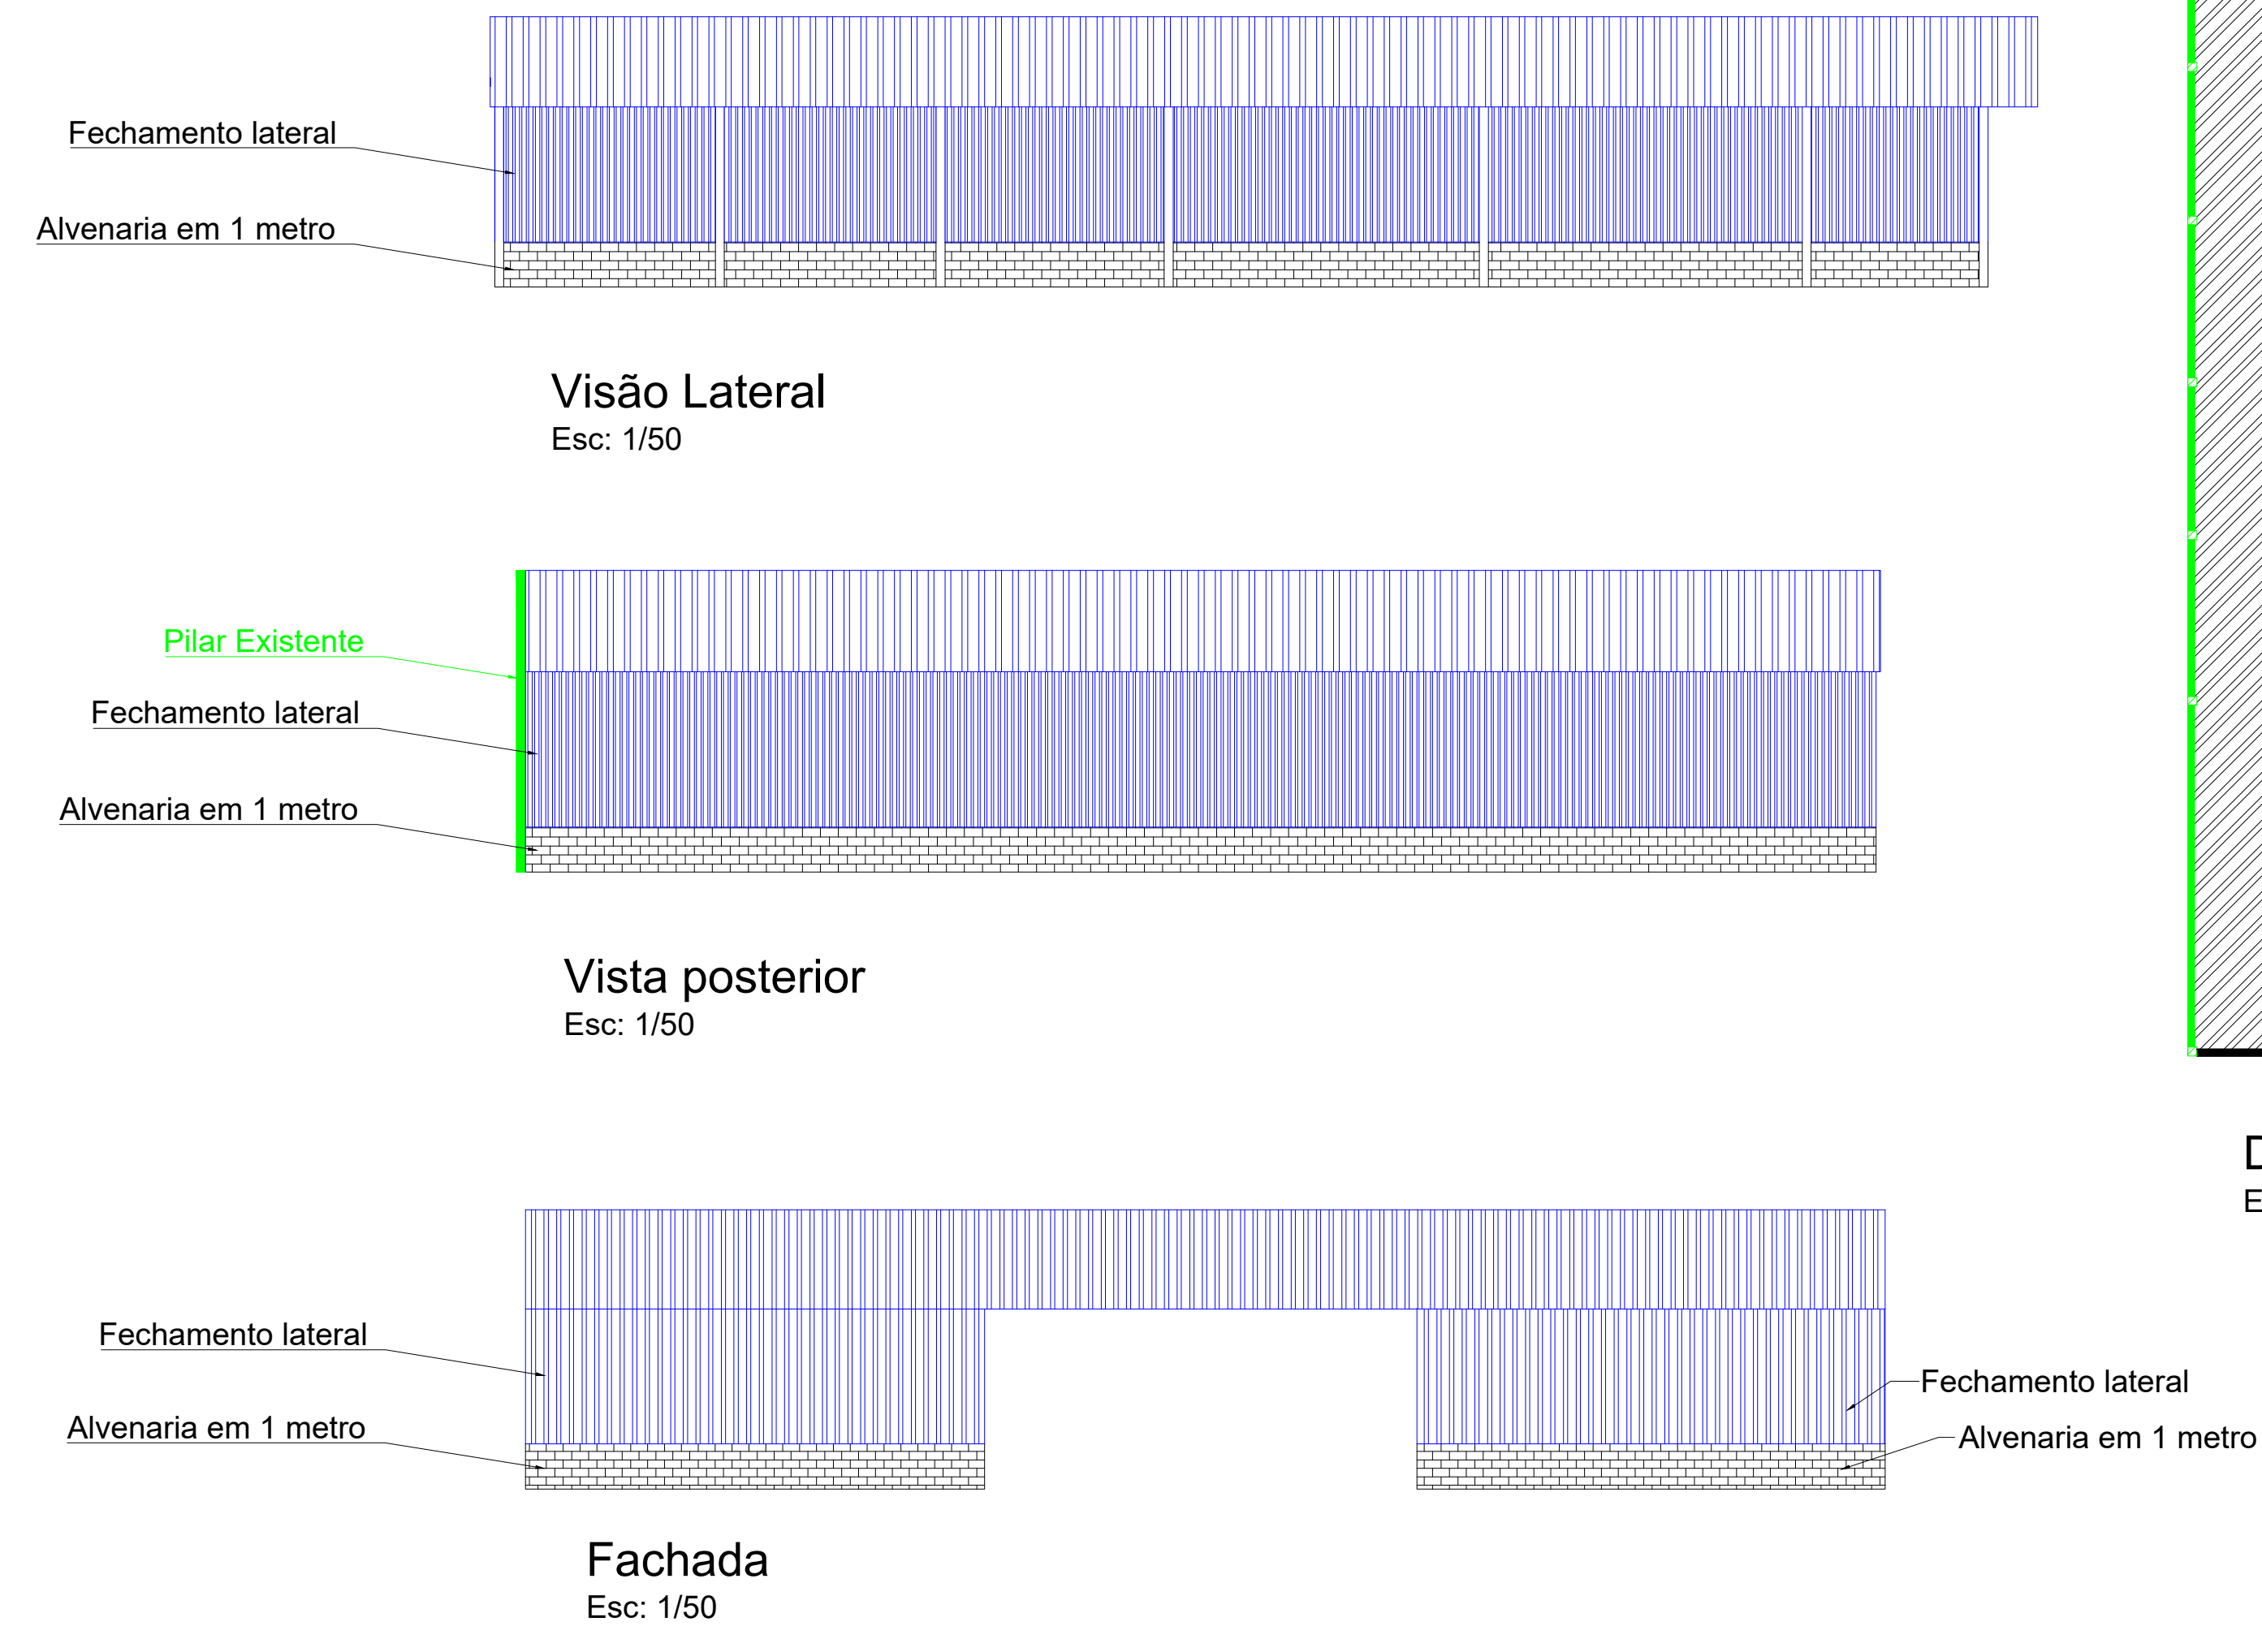 Fechamento lateral
Alvenaria em 1 metro
Visão Lateral
Esc: 1/50
Pilar Existente
Fechamento lateral
Alvenaria em 1 metro
Vista posterior
Esc: 1/50
Fechamento lateral
Alvenaria em 1 metro
Fechamento lateral
Alvenaria em 1 metro
Fachada
Esc: 1/50